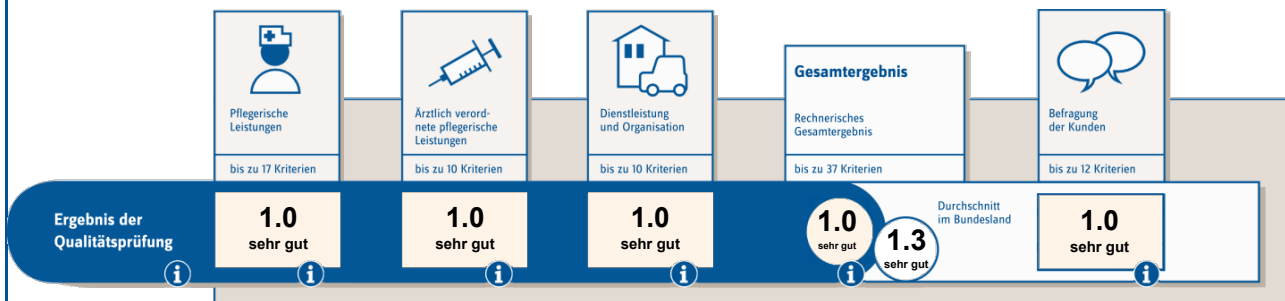 Pflegerische
Leistungen
bis zu 17 Kriterien
Ärztlich verord-
nete pflegerische
Leistungen
bis zu 10 Kriterien
Dienstleistung
und Organisation
bis zu 10 Kriterien
Gesamtergebnis
Rechnerisches
Gesamtergebnis
bis zu 37 Kriterien
Befragung
der Kunden
bis zu 12 Kriterien
Ergebnis der
Qualitätsprüfung
i
1.0
sehr gut
i
1.0
sehr gut
i
1.0
sehr gut
i
1.0
sehr gut
i
1.3
sehr gut
Durchschnitt
im Bundesland
1.0
sehr gut
i